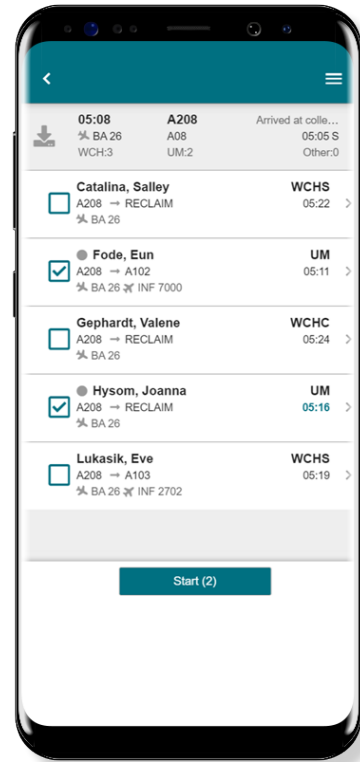 05:08 A208 Arrived at colle...
BA 26 A08 05:05 S
WCH:3 UM:2 Other:0
Catalina, Salley WCHS
A208 → RECLAIM 05:22
BA 26
Fode, Eun UM
A208 → A102 05:11
BA 26 INF 7000
Gephardt, Valene WCHC
A208 → RECLAIM 05:24
BA 26
Hysom, Joanna UM
A208 → RECLAIM 05:16
BA 26
Lukasik, Eve WCHS
A208 → A103 05:19
BA 26 INF 2702
Start (2)